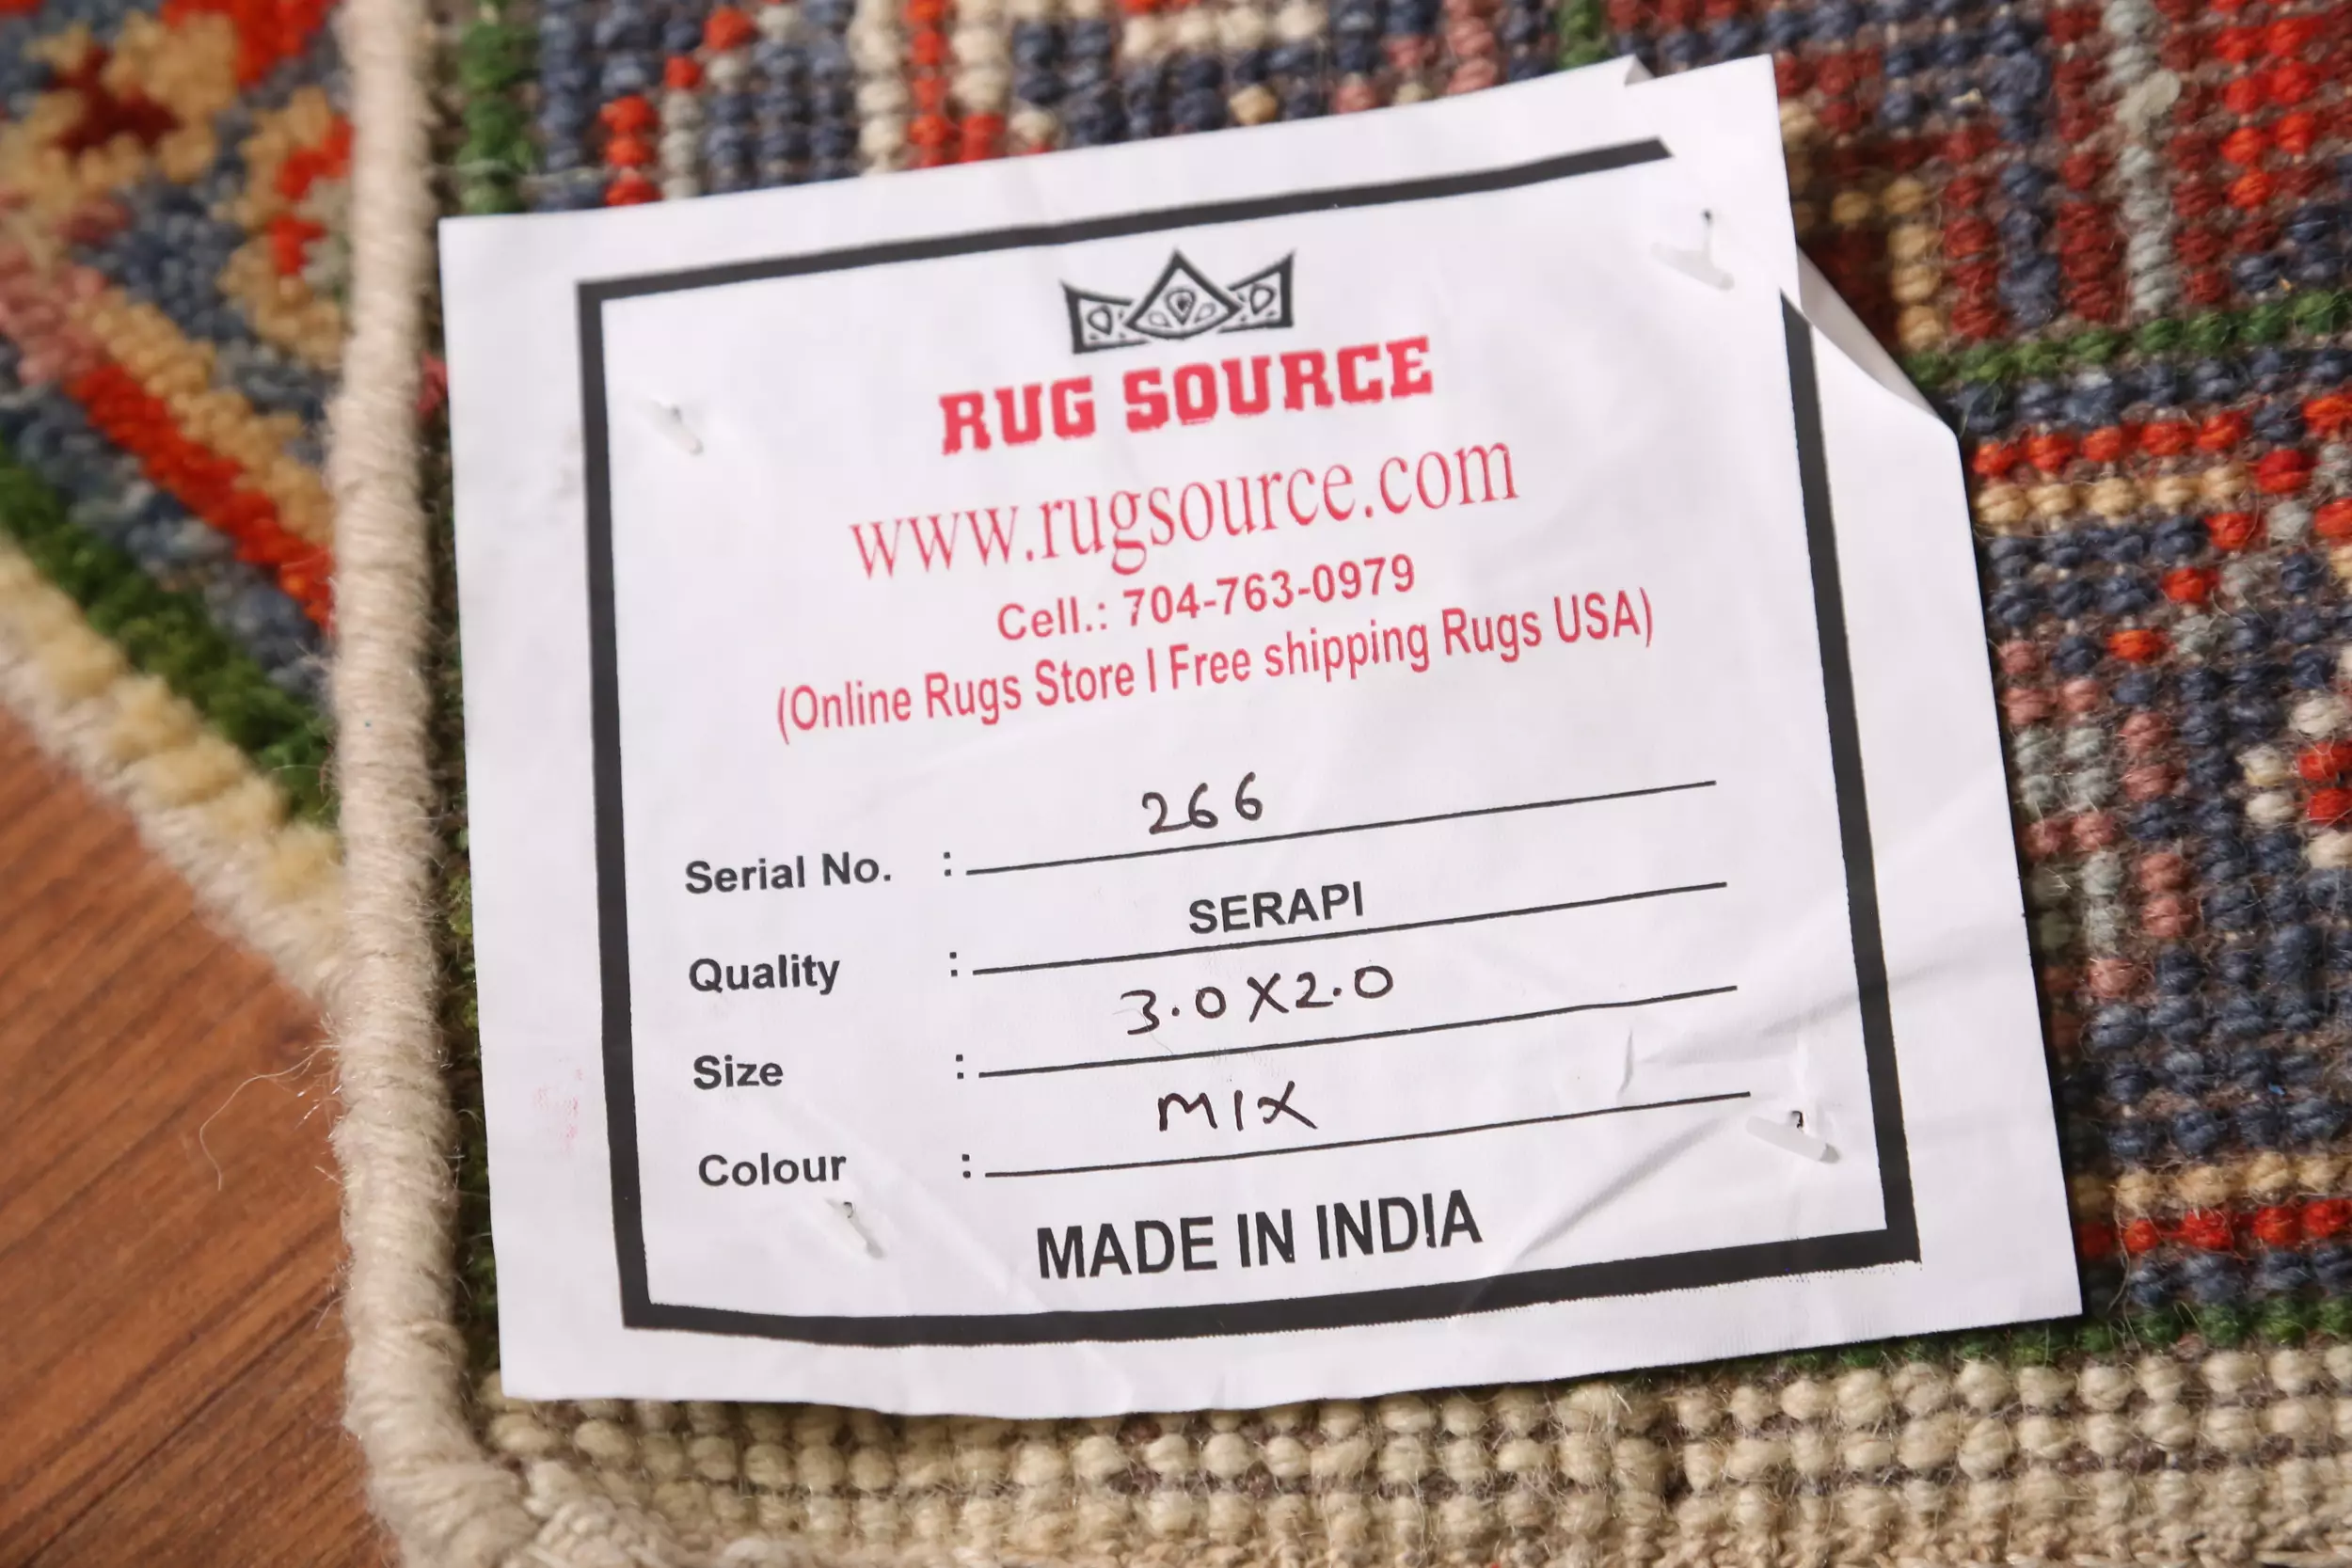 RUG SOURCE
www.rugsource.com
Cell.: 704-763-0979
(Online Rugs Store I Free shipping Rugs USA)
Serial No. : 266
Quality : SERAPI
Size : 3.0X2.0
Colour : MIX
MADE IN INDIA